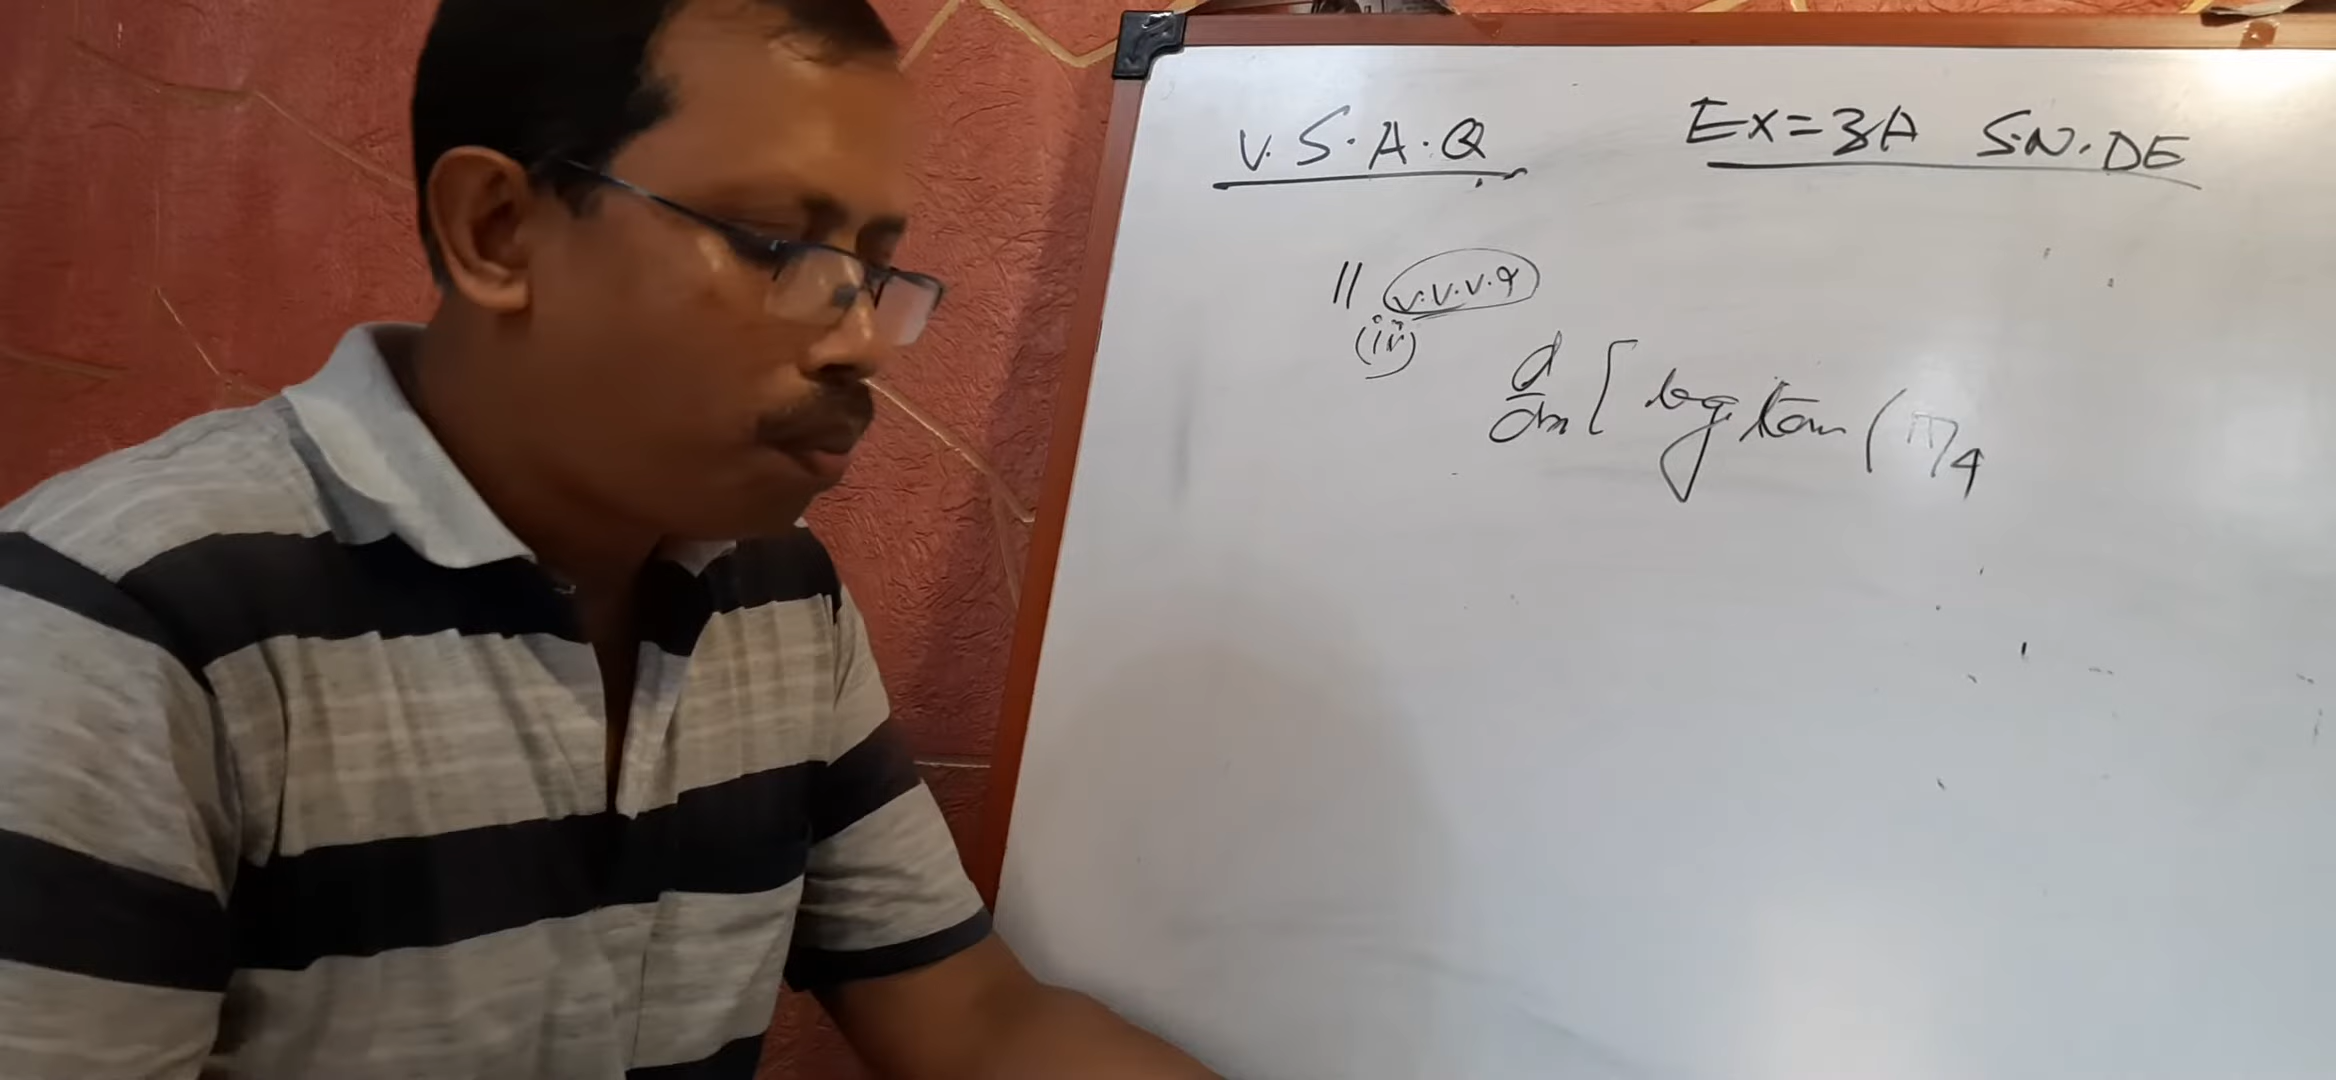 V.S.A.Q
Ex=3A S.N.DE
11 V.V.V.Q
(iv)
d/dx [ log tan ( π/4